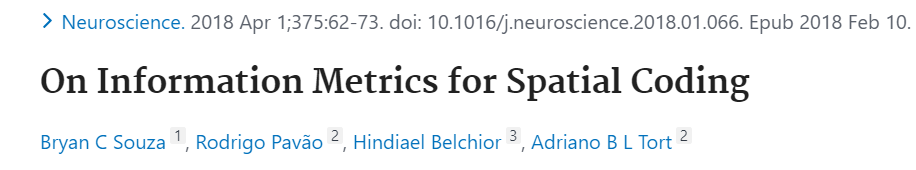 > Neuroscience. 2018 Apr 1;375:62-73. doi: 10.1016/j.neuroscience.2018.01.066. Epub 2018 Feb 10.
On Information Metrics for Spatial Coding
Bryan C Souza 1, Rodrigo Pavão 2, Hindiael Belchior 3, Adriano B L Tort 2